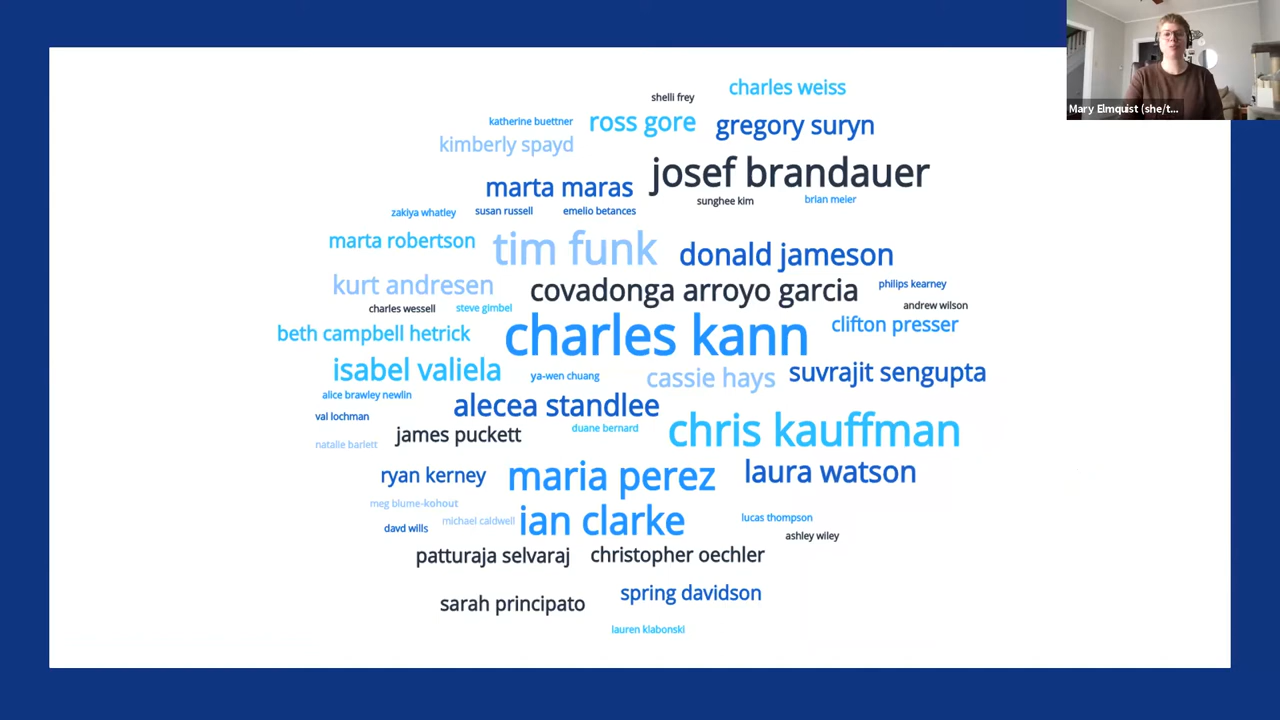 charles weiss
shelli frey
katherine buettner
ross gore
gregory suryn
kimberly spayd
josef brandauer
marta maras
sunghee kim
brian meier
zakiya whatley
susan russell
emelio betances
marta robertson
tim funk
donald jameson
kurt andresen
covadonga arroyo garcia
philips kearney
charles wessell
steve gimbel
andrew wilson
beth campbell hetrick
charles kann
clifton presser
isabel valiela
ya-wen chuang
cassie hays
suvrajit sengupta
alice brawley newlin
val lochman
alecea standlee
duane bernard
chris kauffman
natalie barlett
james puckett
ryan kerney
maria perez
laura watson
meg blume-kohout
davd wills
michael caldwell
ian clarke
lucas thompson
ashley wiley
patturaja selvaraj
christopher oechler
sarah principato
spring davidson
lauren klabonski
Mary Elmquist (she/t...